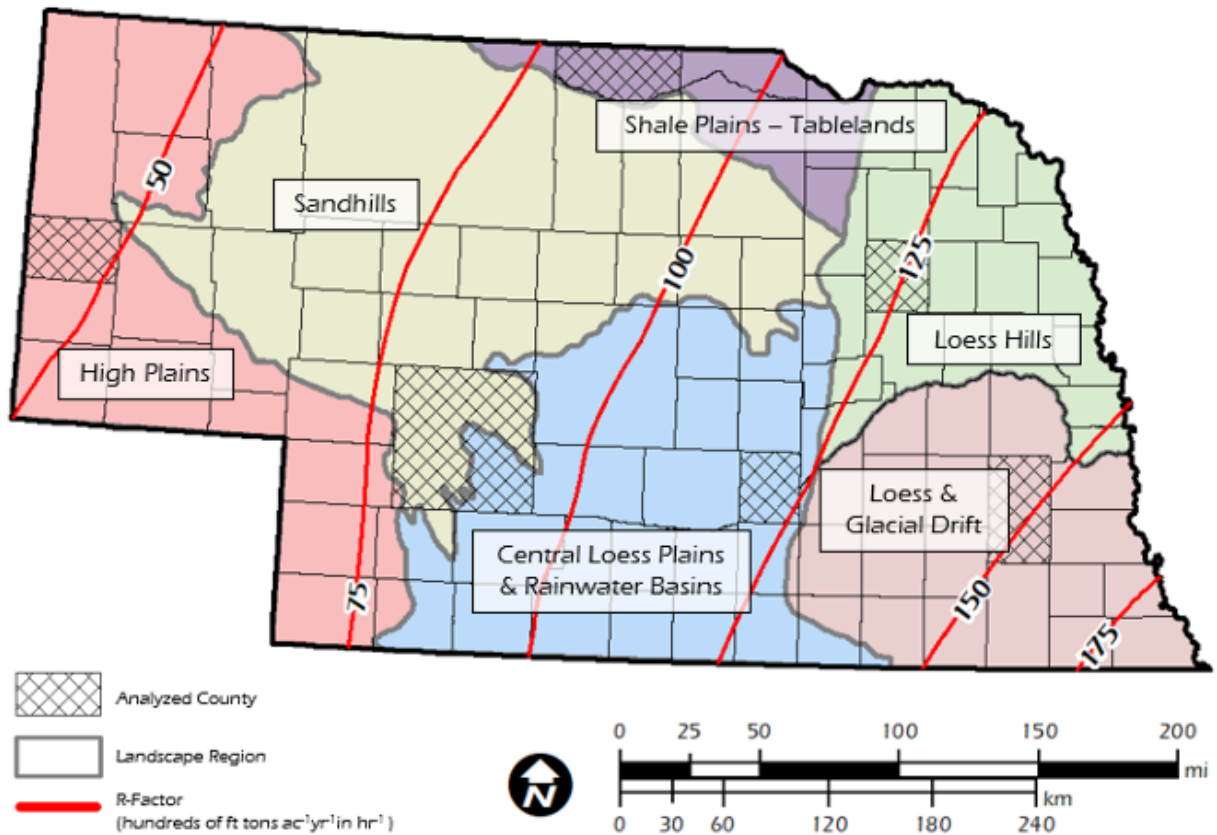 50
Shale Plains – Tablelands
Sandhills
100
125
High Plains
Loess Hills
Loess &
Glacial Drift
Central Loess Plains
& Rainwater Basins
75
150
175
Analyzed County
Landscape Region
R-Factor
(hundreds of ft tons ac⁻¹yr⁻¹in hr⁻¹)
N
0 25 50 100 150 200
mi
km
0 30 60 120 180 240